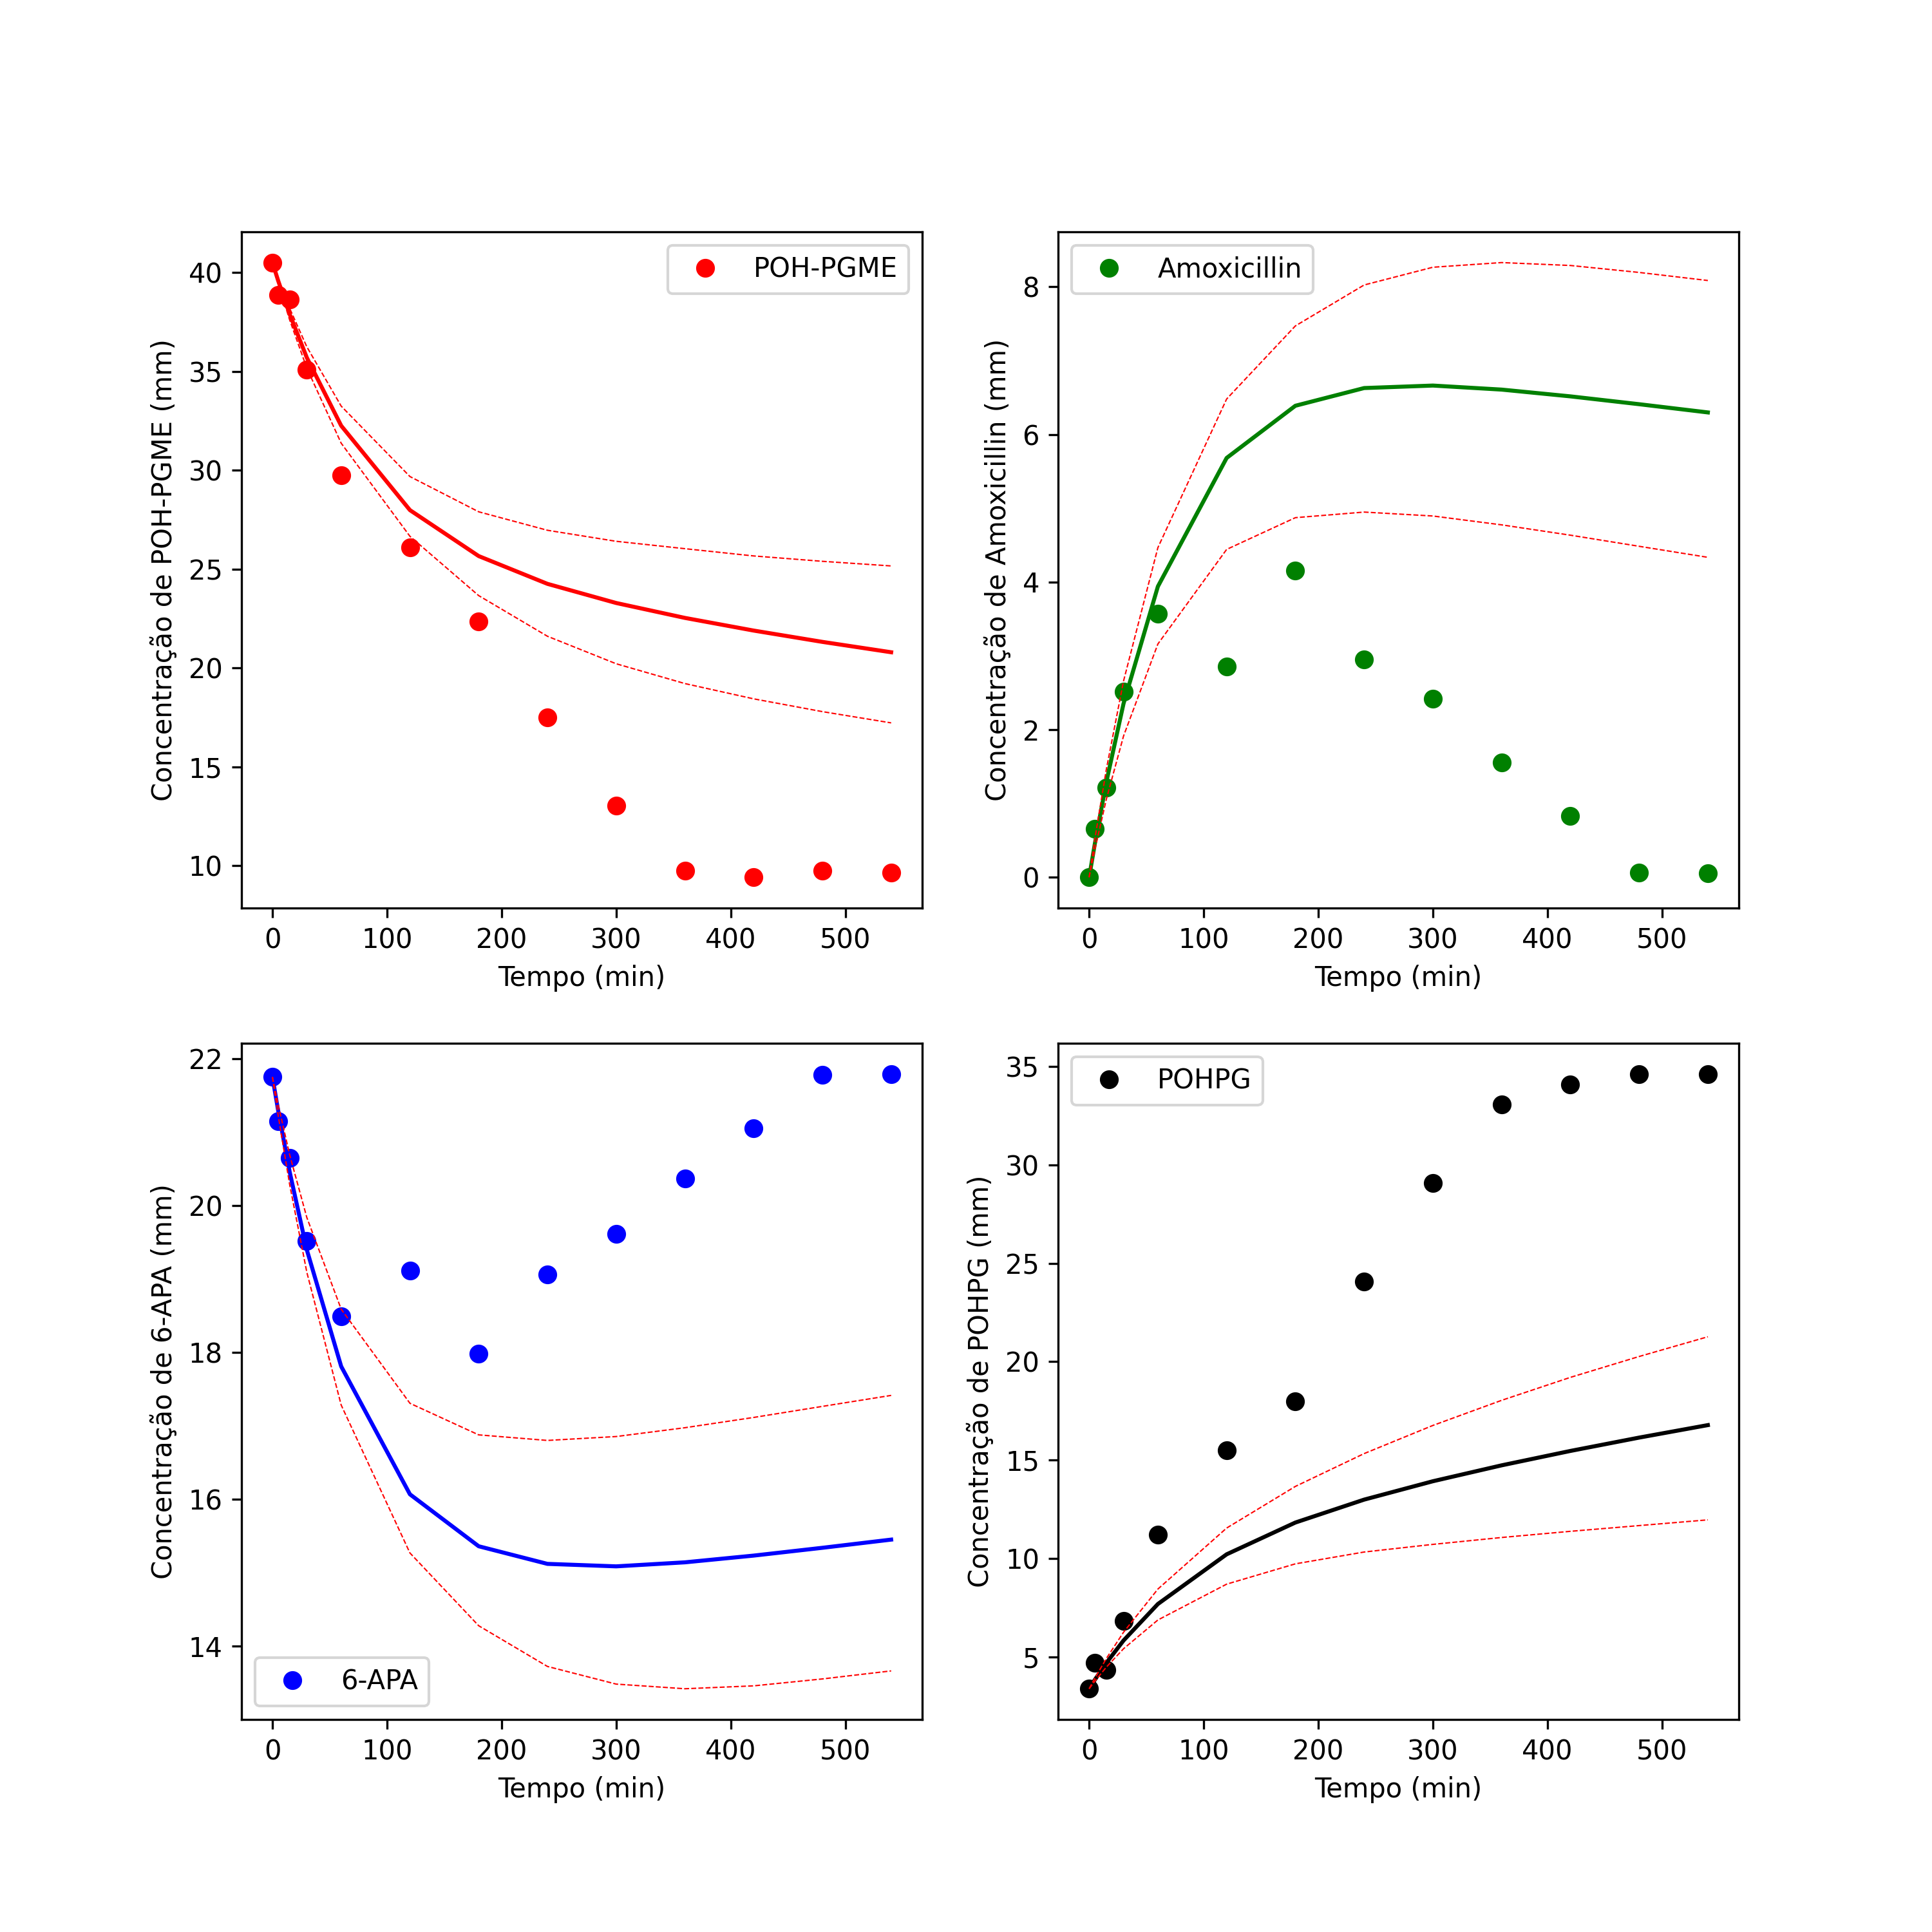 POH-PGME
Concentração de POH-PGME (mm)
40
35
30
25
20
15
10
0 100 200 300 400 500
Tempo (min)
Amoxicillin
Concentração de Amoxicillin (mm)
8
6
4
2
0
0 100 200 300 400 500
Tempo (min)
6-APA
Concentração de 6-APA (mm)
22
20
18
16
14
0 100 200 300 400 500
Tempo (min)
POHPG
Concentração de POHPG (mm)
35
30
25
20
15
10
5
0 100 200 300 400 500
Tempo (min)